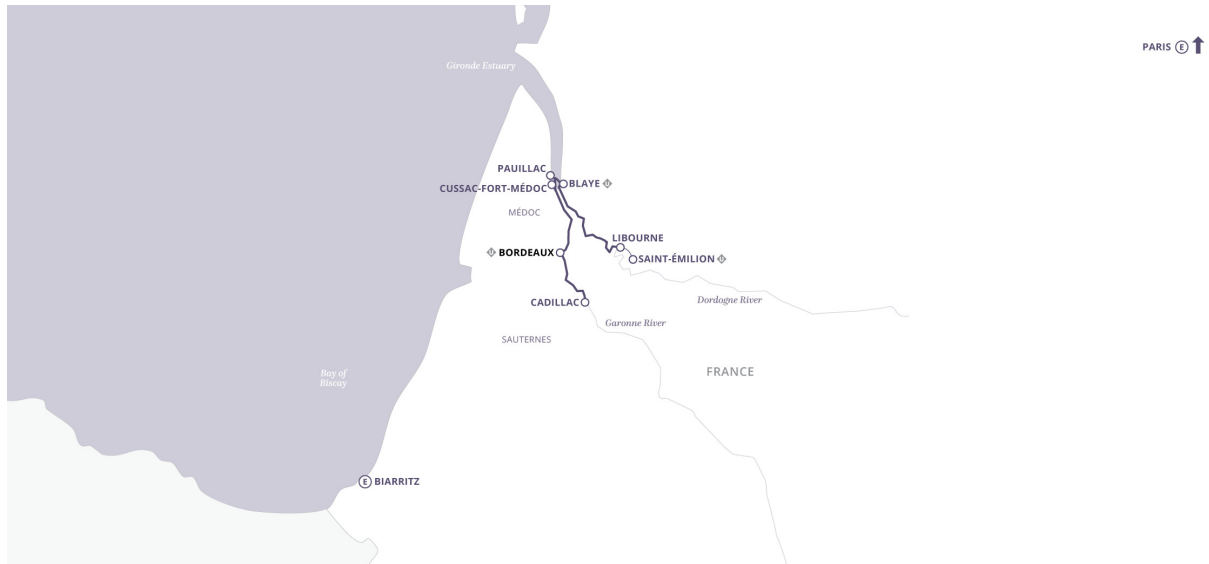 PARIS E
Gironde Estuary
PAUILLAC
CUSSAC-FORT-MÉDOC
BLAYE
MÉDOC
LIBOURNE
BORDEAUX
SAINT-ÉMILION
CADILLAC
Dordogne River
Garonne River
SAUTERNES
FRANCE
Bay of
Biscay
E BIARRITZ